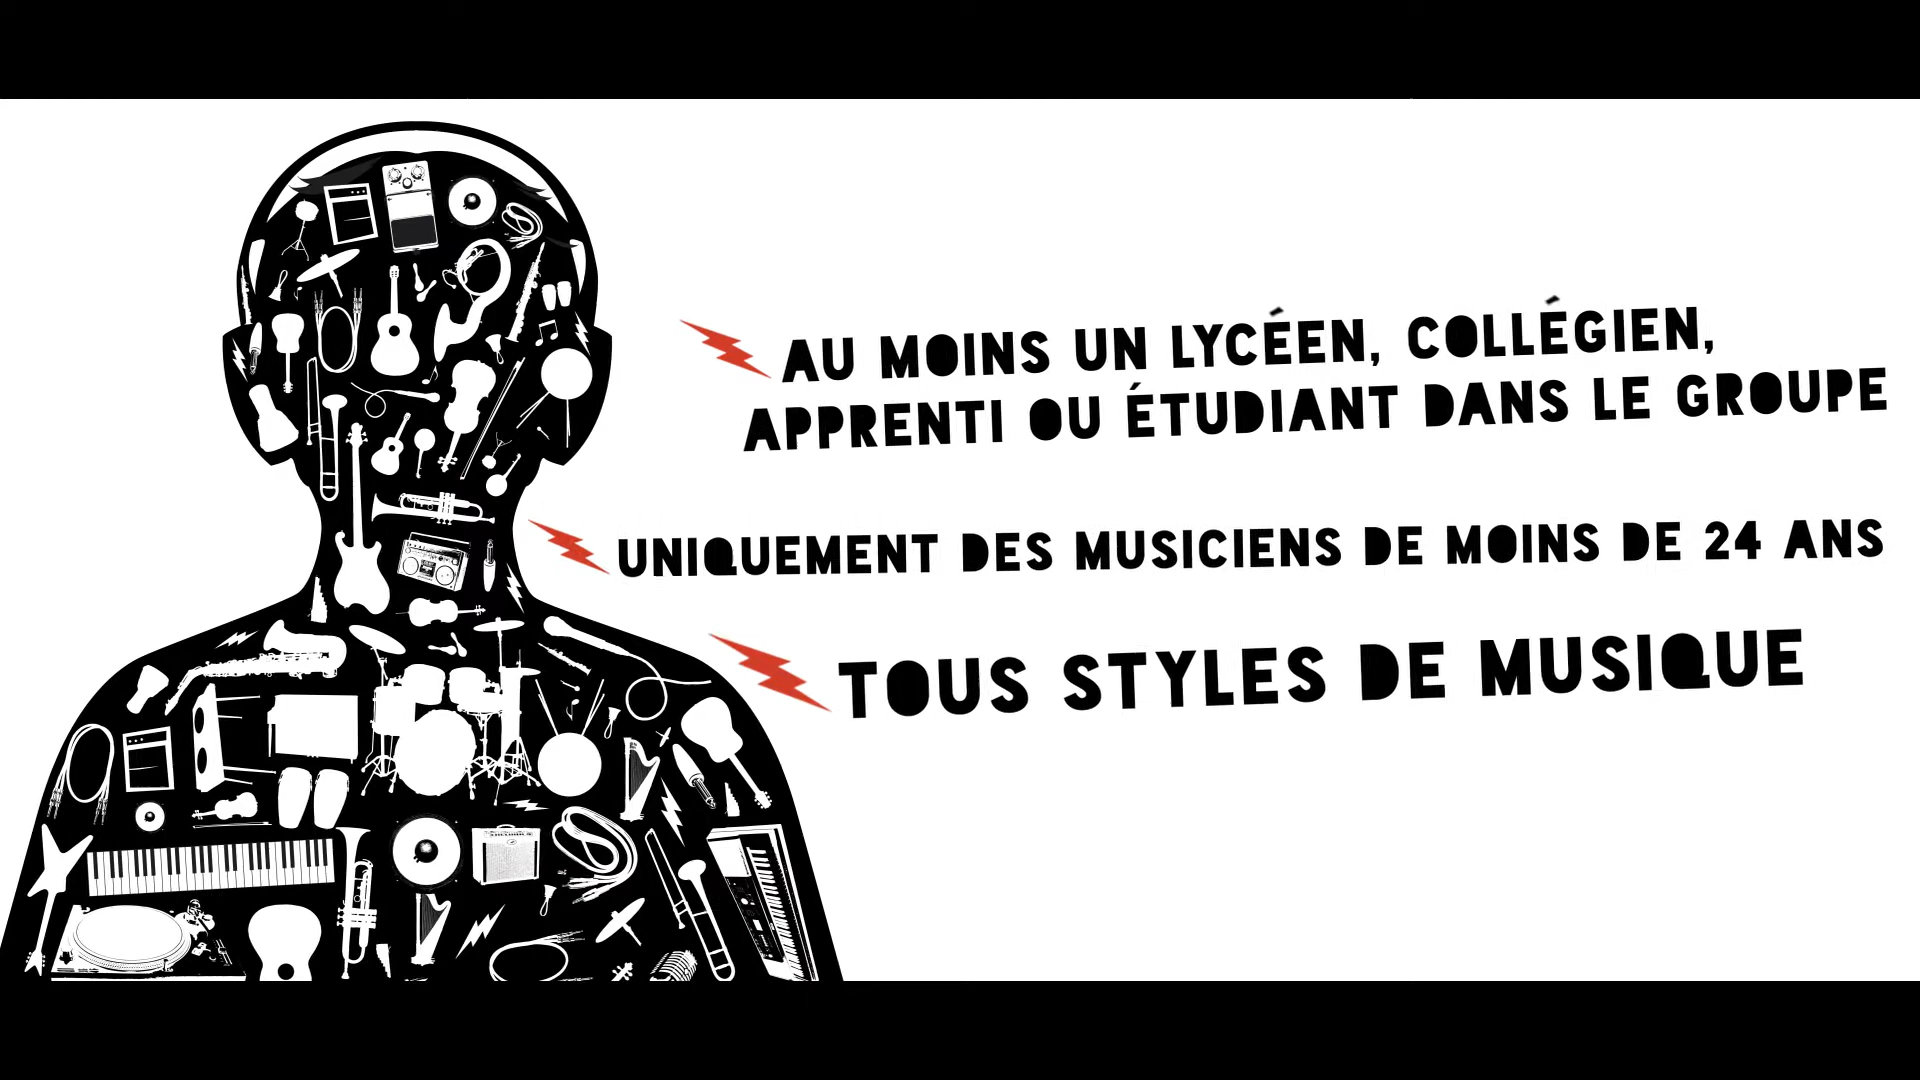 AU MOINS UN LYCÉEN, COLLÉGIEN,
APPRENTI OU ÉTUDIANT DANS LE GROUPE
UNIQUEMENT DES MUSICIENS DE MOINS DE 24 ANS
TOUS STYLES DE MUSIQUE